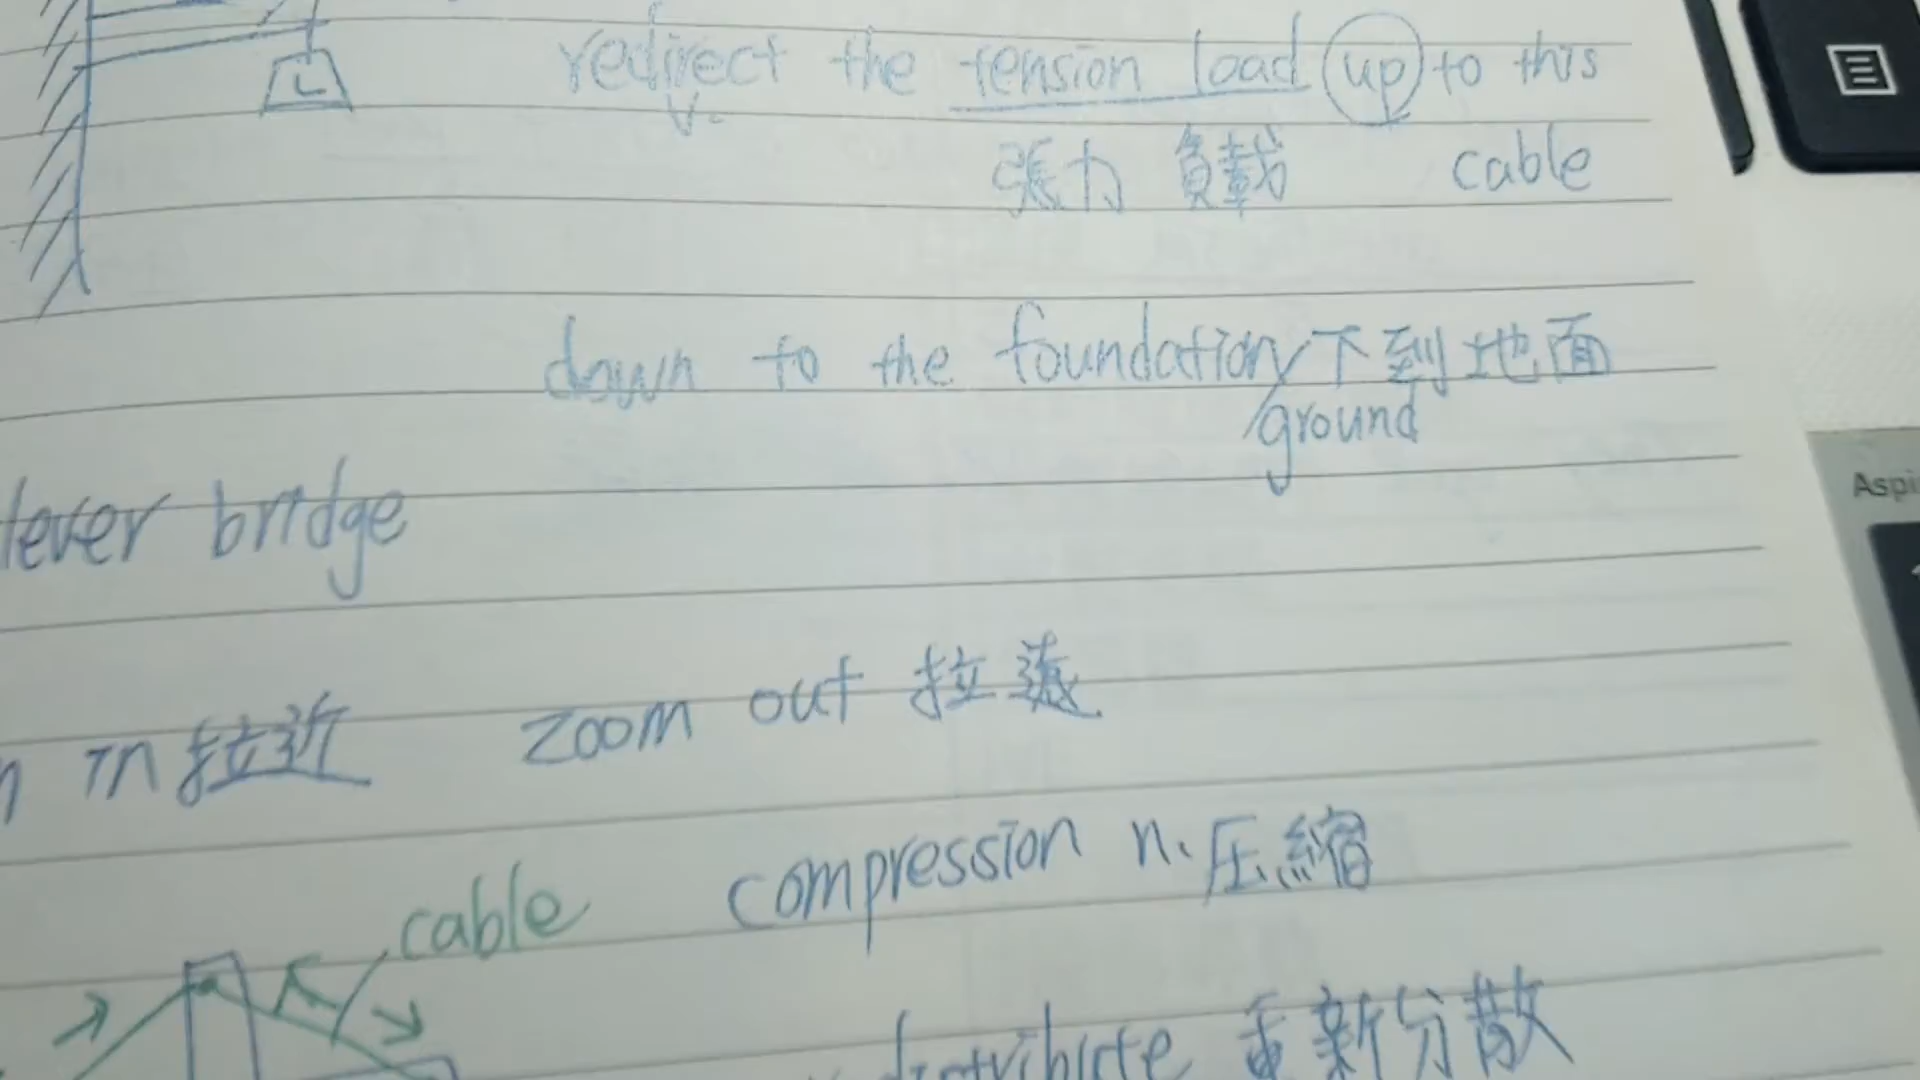 L
redirect the tension load up to this
v.
張力 負載 cable
down to the foundation/下到地面
ground
lever bridge
in 拉近 zoom out 拉遠
compression n. 压縮
cable
distribute 重新分散
Aspi